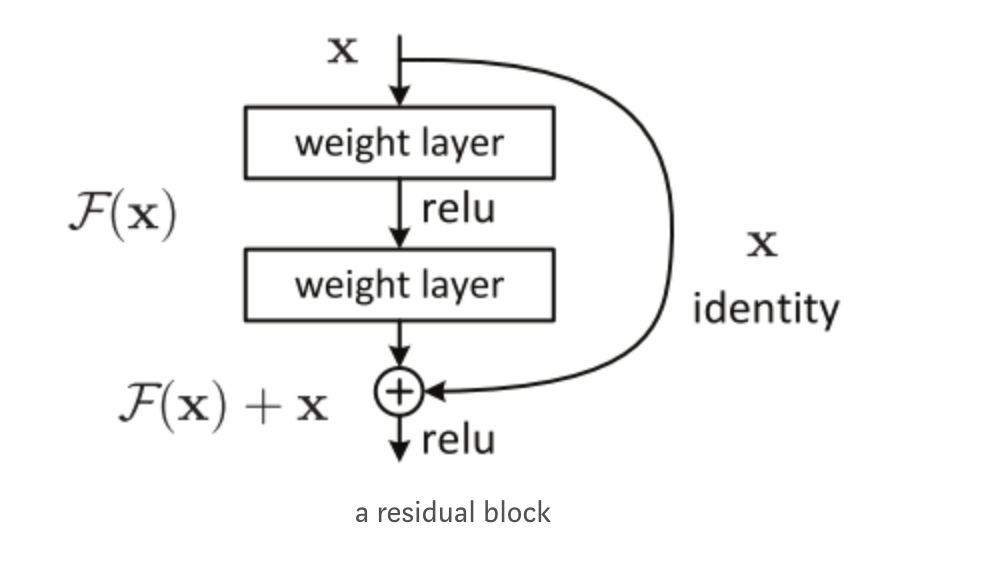 x
weight layer
relu
F(x)
weight layer
x
identity
F(x) + x
+
relu
a residual block